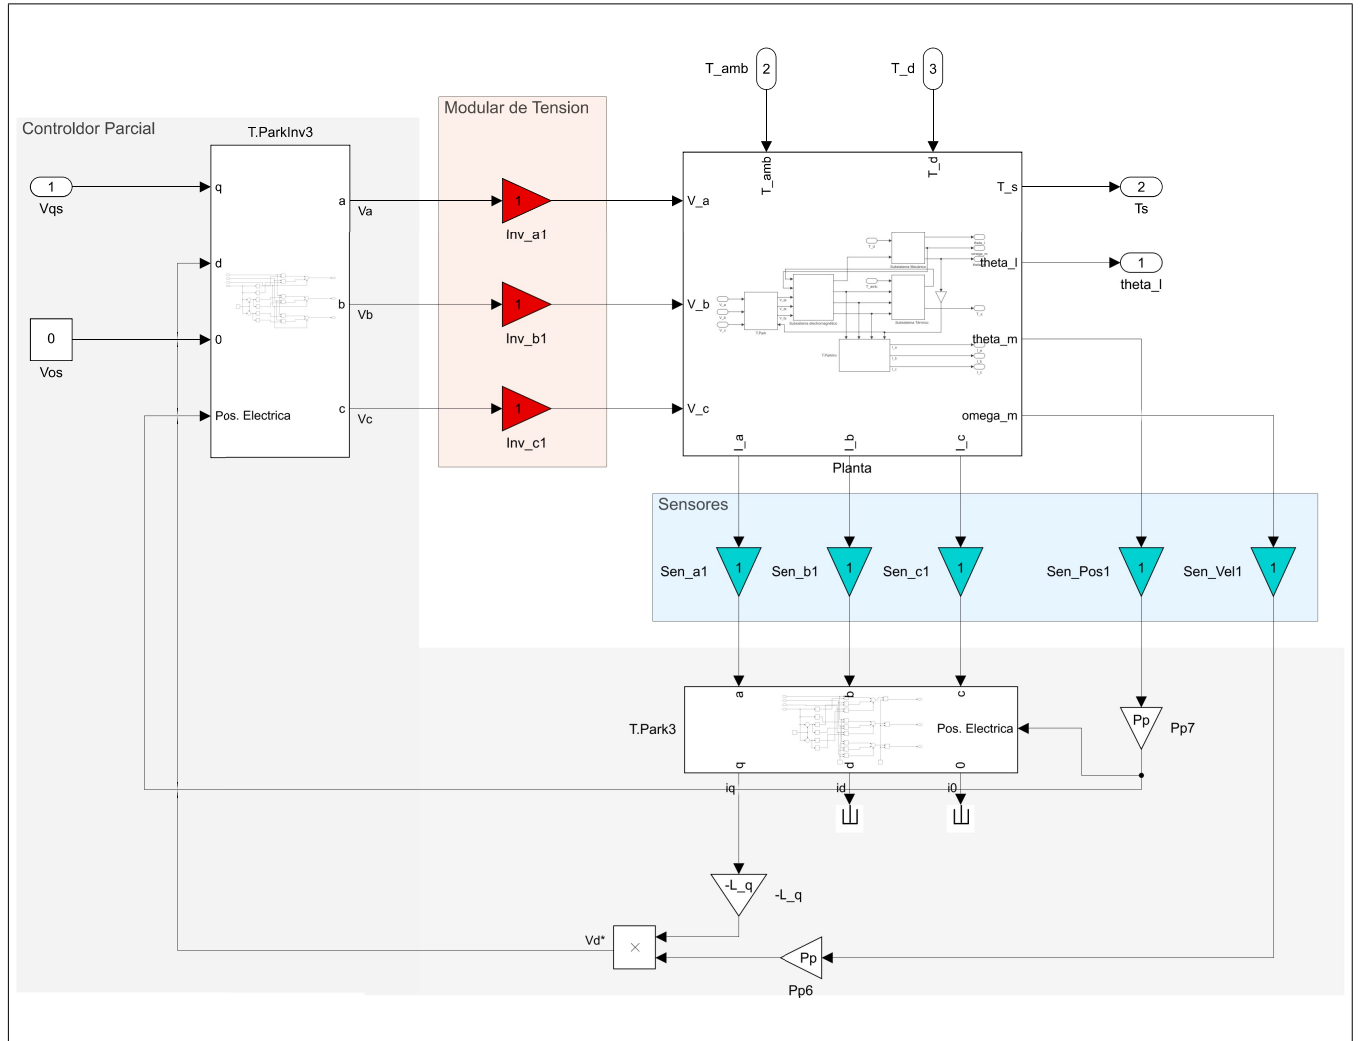 T_amb
2
T_d
3
Modular de Tension
Controldor Parcial
T.ParkInv3
T_amb
T_d
1
Vqs
q
a
Va
1
Inv_a1
V_a
T_s
2
Ts
d
theta_l
1
theta_l
b
Vb
1
Inv_b1
V_b
0
Vos
0
theta_m
Pos. Electrica
c
Vc
1
Inv_c1
V_c
omega_m
I_a
I_b
I_c
Planta
Sensores
Sen_a1
1
Sen_b1
1
Sen_c1
1
Sen_Pos1
1
Sen_Vel1
1
a
b
c
T.Park3
Pos. Electrica
Pp
Pp7
q
d
0
iq
id
i0
-L_q
-L_q
Vd*
×
Pp
Pp6